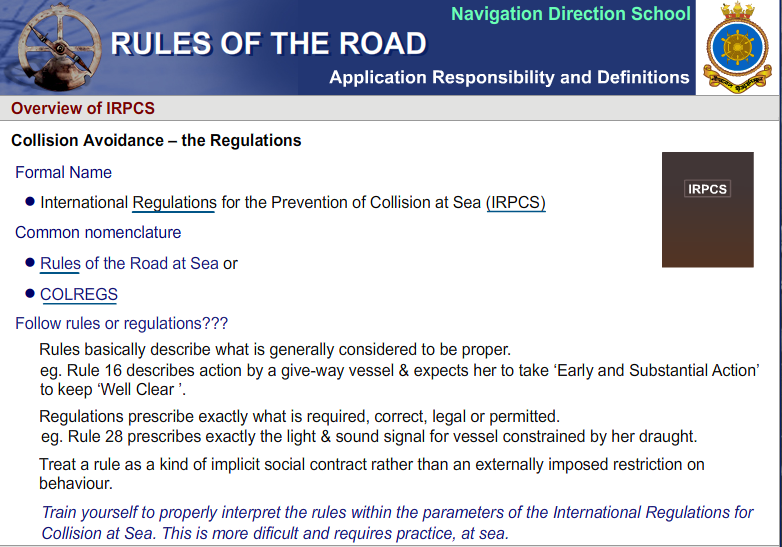 Navigation Direction School
RULES OF THE ROAD
Application Responsibility and Definitions
Overview of IRPCS
Collision Avoidance – the Regulations
Formal Name
● International Regulations for the Prevention of Collision at Sea (IRPCS)
IRPCS
Common nomenclature
● Rules of the Road at Sea or
● COLREGS
Follow rules or regulations???
Rules basically describe what is generally considered to be proper.
eg. Rule 16 describes action by a give-way vessel & expects her to take ‘Early and Substantial Action’
to keep ‘Well Clear ’.
Regulations prescribe exactly what is required, correct, legal or permitted.
eg. Rule 28 prescribes exactly the light & sound signal for vessel constrained by her draught.
Treat a rule as a kind of implicit social contract rather than an externally imposed restriction on
behaviour.
Train yourself to properly interpret the rules within the parameters of the International Regulations for
Collision at Sea. This is more dificult and requires practice, at sea.